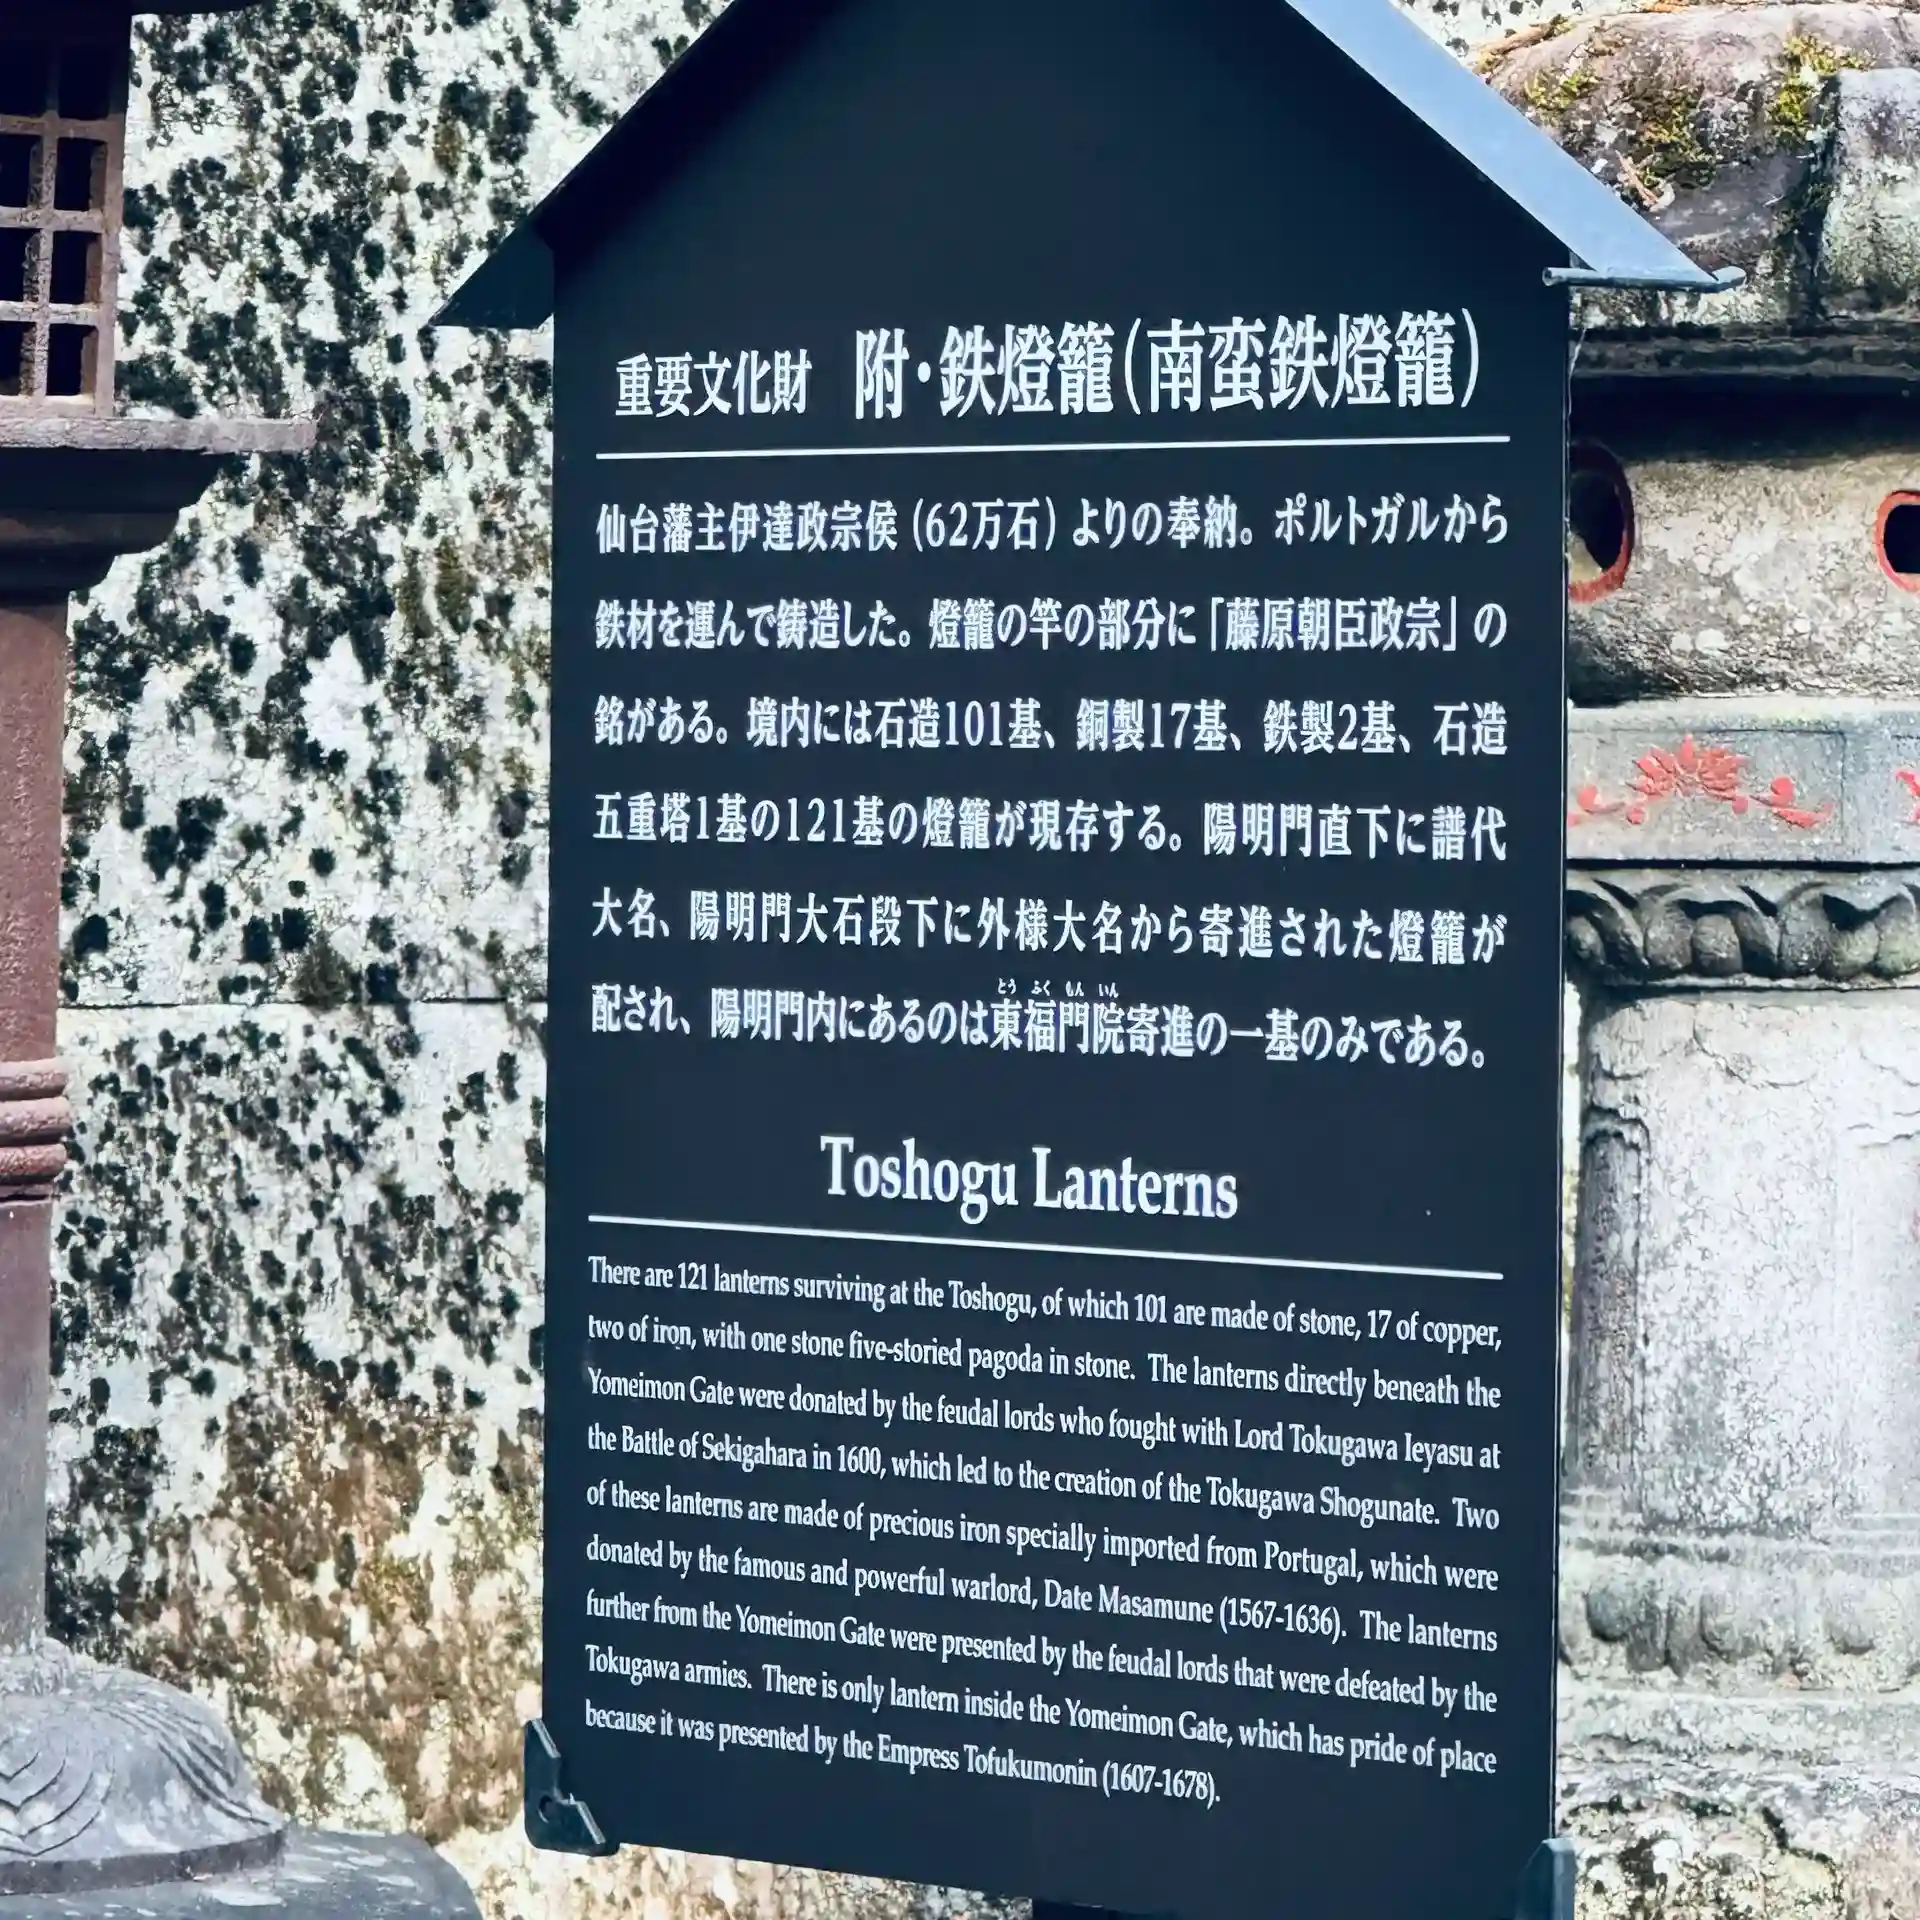 重要文化財 附・鉄燈籠(南蛮鉄燈籠)
仙台藩主伊達政宗侯(62万石)よりの奉納。ポルトガルから
鉄材を運んで鋳造した。燈籠の竿の部分に「藤原朝臣政宗」の
銘がある。境内には石造101基、銅製17基、鉄製2基、石造
五重塔1基の121基の燈籠が現存する。陽明門直下に譜代
大名、陽明門大石段下に外様大名から寄進された燈籠が
とうふくもんいん
配され、陽明門内にあるのは東福門院寄進の一基のみである。
Toshogu Lanterns
There are 121 lanterns surviving at the Toshogu, of which 101 are made of stone, 17 of copper,
two of iron, with one stone five-storied pagoda in stone. The lanterns directly beneath the
Yomeimon Gate were donated by the feudal lords who fought with Lord Tokugawa Ieyasu at
the Battle of Sekigahara in 1600, which led to the creation of the Tokugawa Shogunate. Two
of these lanterns are made of precious iron specially imported from Portugal, which were
donated by the famous and powerful warlord, Date Masamune (1567-1636). The lanterns
further from the Yomeimon Gate were presented by the feudal lords that were defeated by the
Tokugawa armies. There is only lantern inside the Yomeimon Gate, which has pride of place
because it was presented by the Empress Tofukumonin (1607-1678).